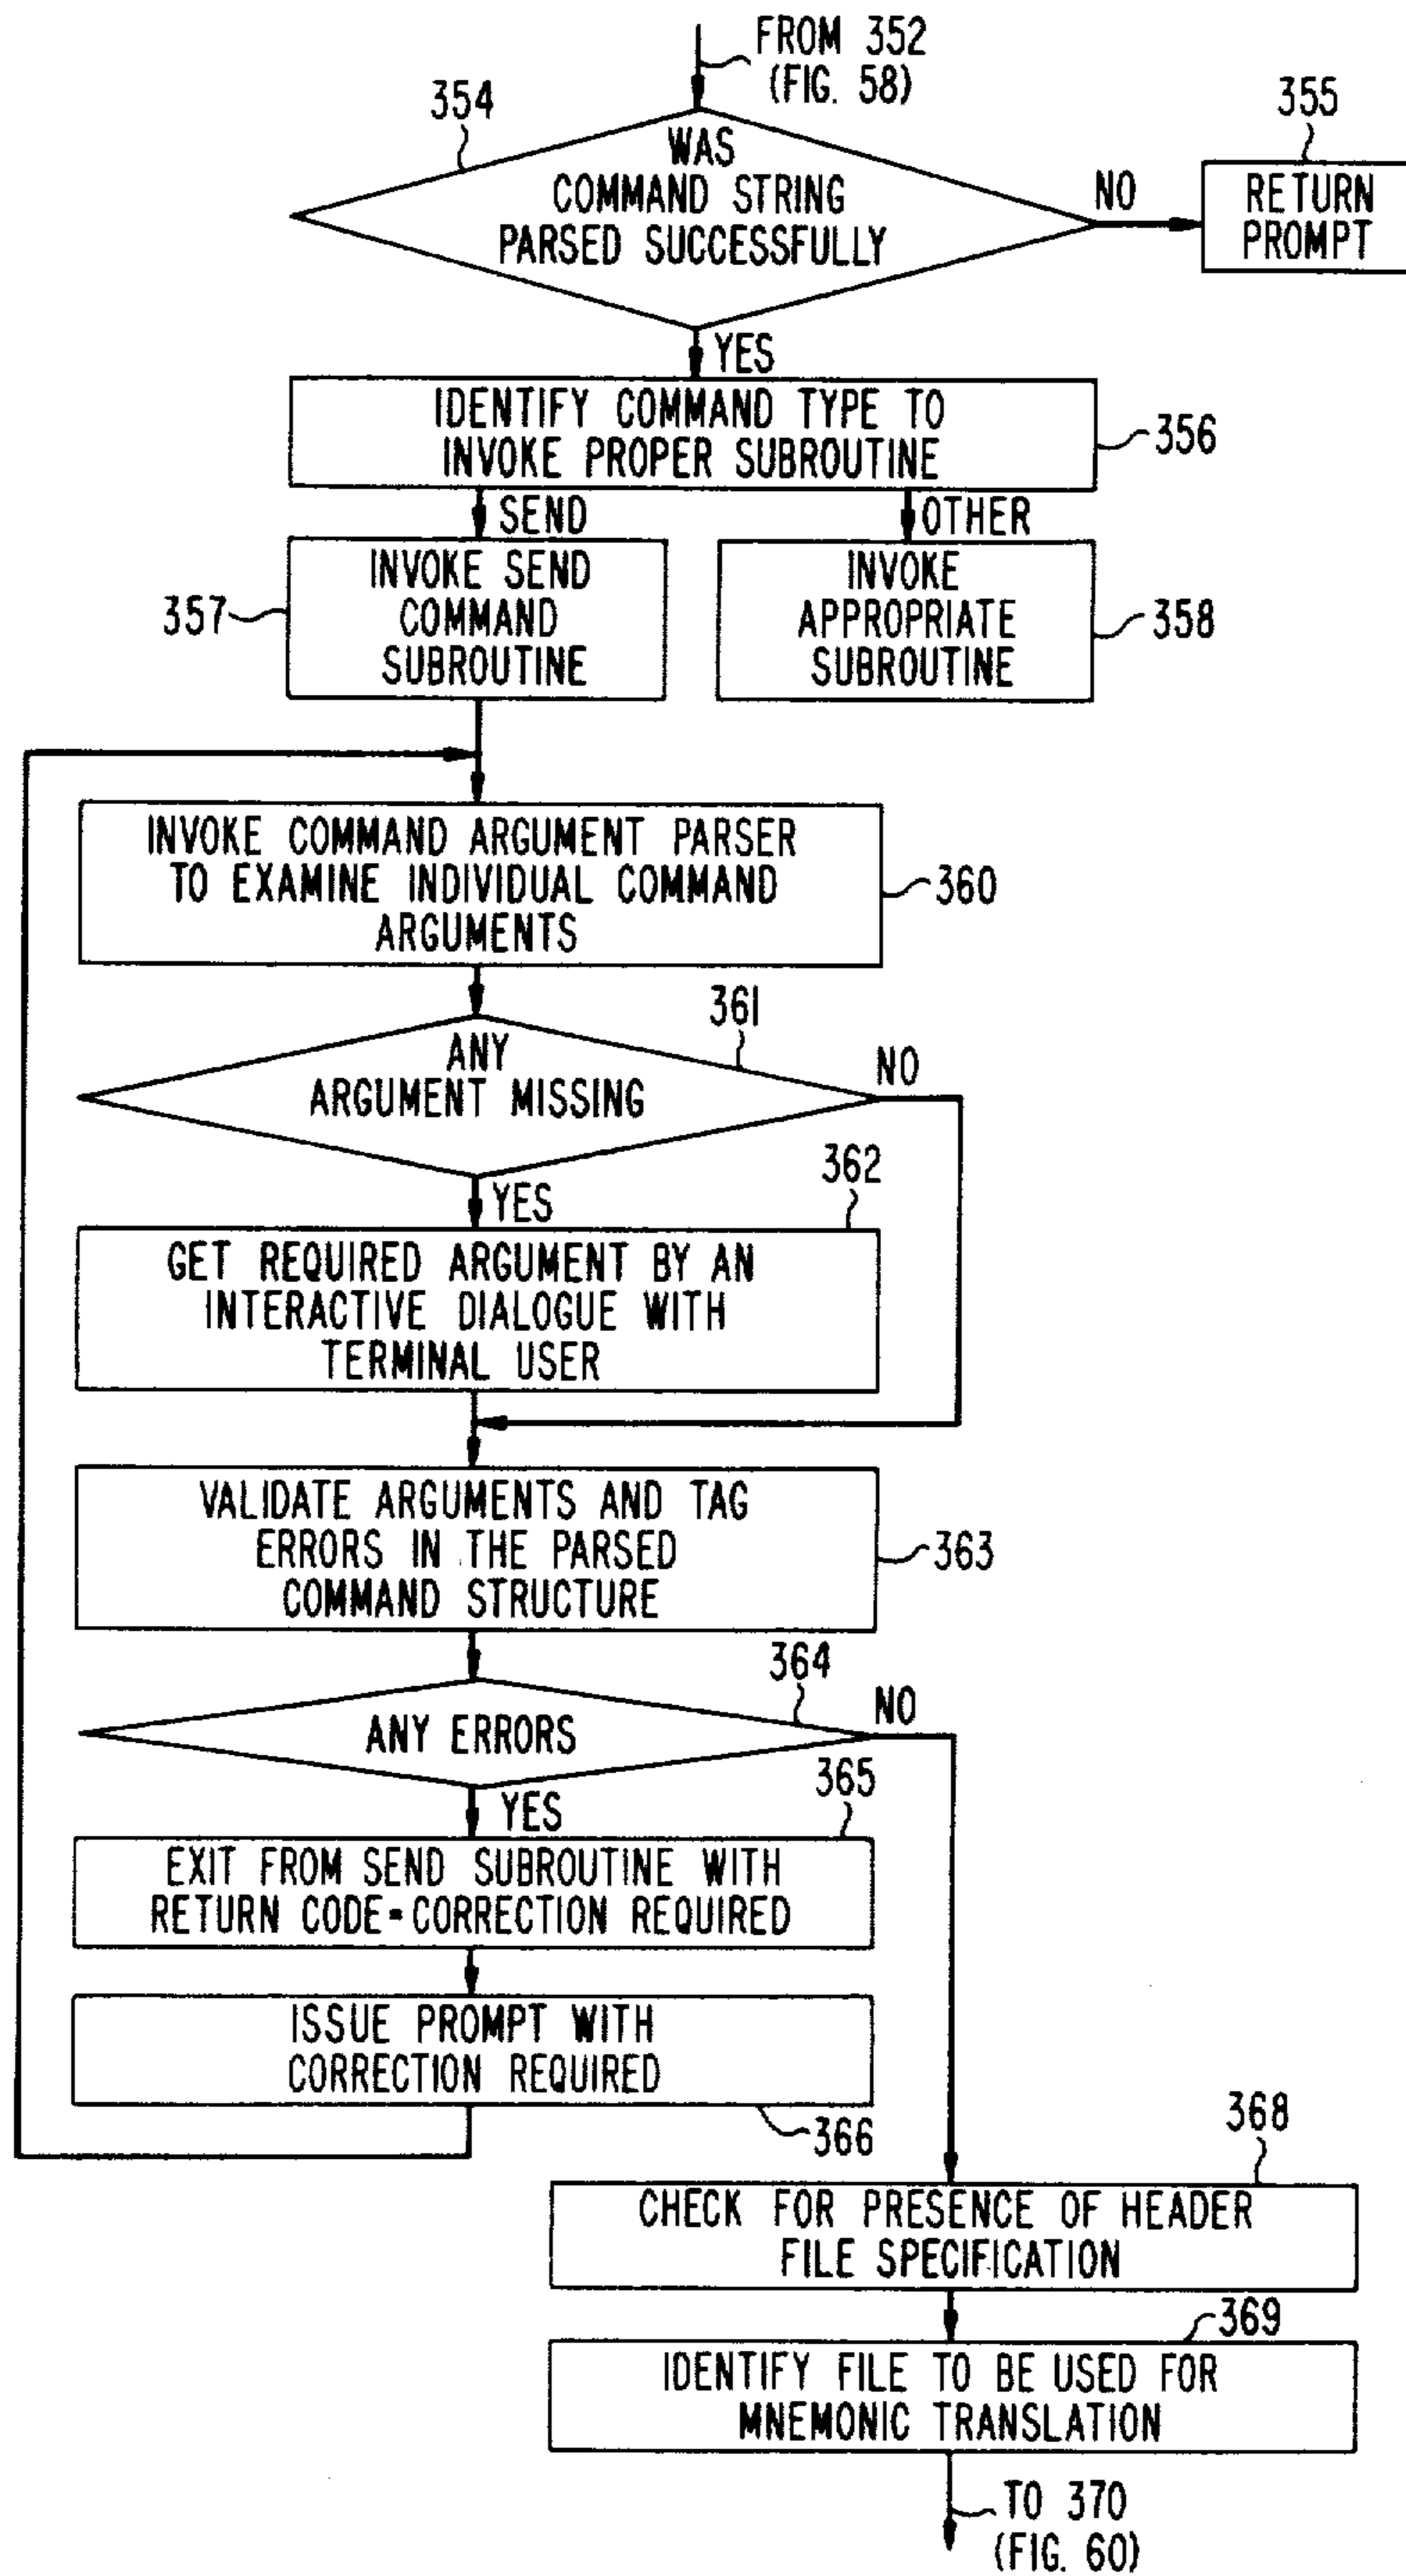 FROM 352
(FIG. 58)
354
355
WAS
COMMAND STRING
PARSED SUCCESSFULLY
NO
RETURN
PROMPT
YES
IDENTIFY COMMAND TYPE TO
INVOKE PROPER SUBROUTINE
356
SEND
OTHER
357
INVOKE SEND
COMMAND
SUBROUTINE
INVOKE
APPROPRIATE
SUBROUTINE
358
INVOKE COMMAND ARGUMENT PARSER
TO EXAMINE INDIVIDUAL COMMAND
ARGUMENTS
360
361
ANY
ARGUMENT MISSING
NO
YES
362
GET REQUIRED ARGUMENT BY AN
INTERACTIVE DIALOGUE WITH
TERMINAL USER
VALIDATE ARGUMENTS AND TAG
ERRORS IN THE PARSED
COMMAND STRUCTURE
363
364
ANY ERRORS
NO
YES
365
EXIT FROM SEND SUBROUTINE WITH
RETURN CODE=CORRECTION REQUIRED
ISSUE PROMPT WITH
CORRECTION REQUIRED
366
368
CHECK FOR PRESENCE OF HEADER
FILE SPECIFICATION
369
IDENTIFY FILE TO BE USED FOR
MNEMONIC TRANSLATION
TO 370
(FIG. 60)